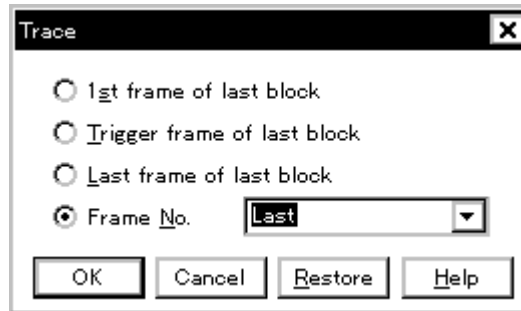 Trace
1st frame of last block
Trigger frame of last block
Last frame of last block
Frame No. Last
OK Cancel Restore Help